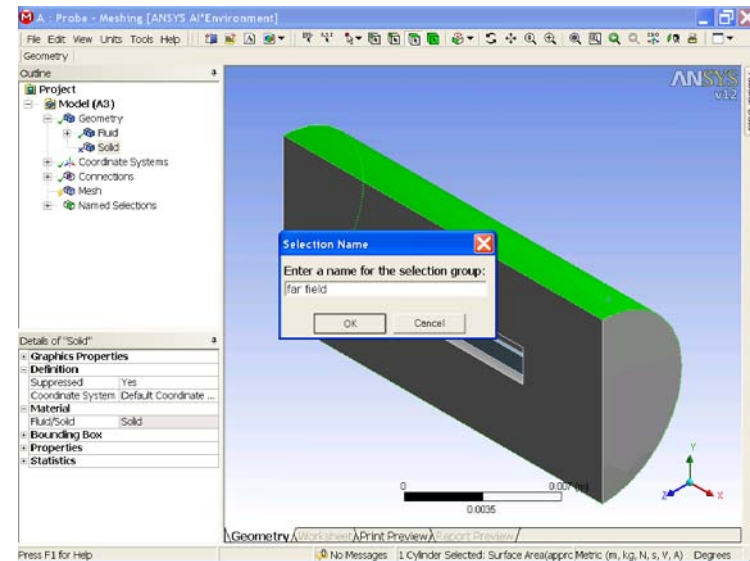 A : Probe - Meshing [ANSYS AI*Environment]
File Edit View Units Tools Help
Geometry
Outline
Project
Model (A3)
Geometry
Fluid
Solid
Coordinate Systems
Connections
Mesh
Named Selections
ANSYS
v12
Selection Name
Enter a name for the selection group:
far field
OK Cancel
Details of "Solid"
Graphics Properties
Definition
Suppressed Yes
Coordinate System Default Coordinate ...
Material
Fluid/Solid Solid
Bounding Box
Properties
Statistics
0 0.007 (m)
0.0035
Y
Z X
Geometry Worksheet Print Preview Report Preview
Press F1 for Help No Messages 1 Cylinder Selected: Surface Area(apprc Metric (m, kg, N, s, V, A) Degrees